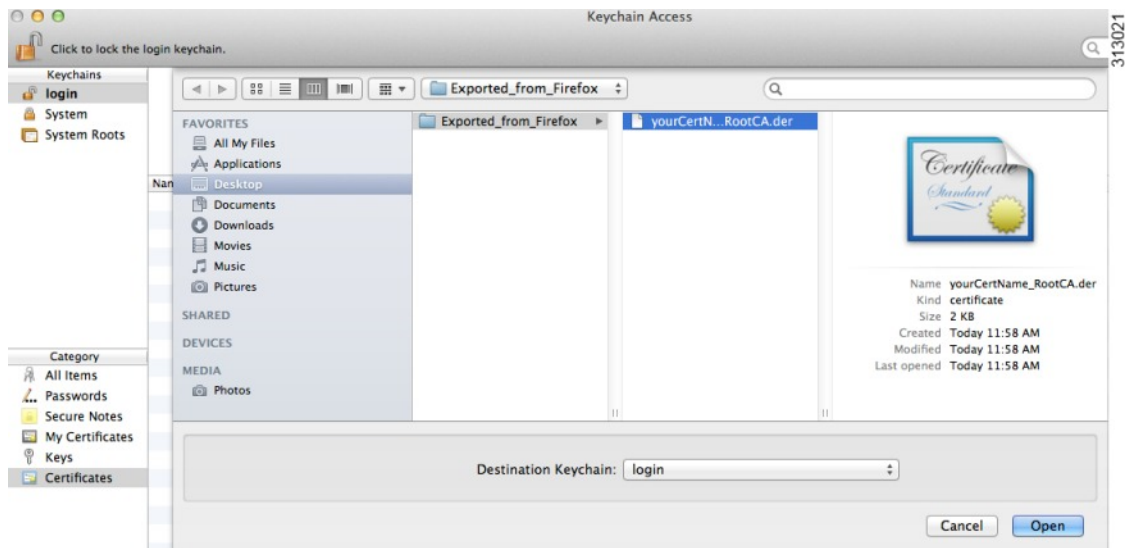 Keychain Access
Click to lock the login keychain.
313021
Keychains
login
System
System Roots
Exported_from_Firefox
FAVORITES
All My Files
Applications
Desktop
Documents
Downloads
Movies
Music
Pictures
SHARED
DEVICES
MEDIA
Photos
Nan
Exported_from_Firefox
yourCertN...RootCA.der
Certificate
Standard
Name yourCertName_RootCA.der
Kind certificate
Size 2 KB
Created Today 11:58 AM
Modified Today 11:58 AM
Last opened Today 11:58 AM
Category
All Items
Passwords
Secure Notes
My Certificates
Keys
Certificates
Destination Keychain: login
Cancel
Open